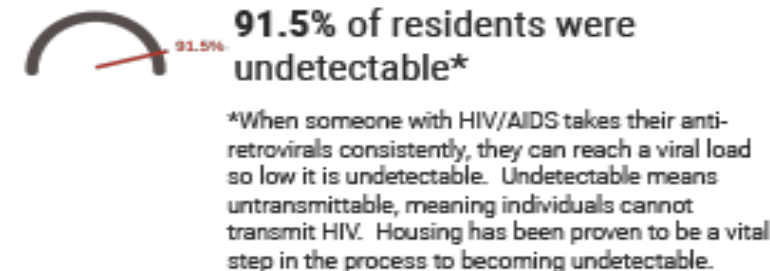 91.5%
91.5% of residents were
undetectable*
*When someone with HIV/AIDS takes their anti-
retrovirals consistently, they can reach a viral load
so low it is undetectable. Undetectable means
untransmittable, meaning individuals cannot
transmit HIV. Housing has been proven to be a vital
step in the process to becoming undetectable.